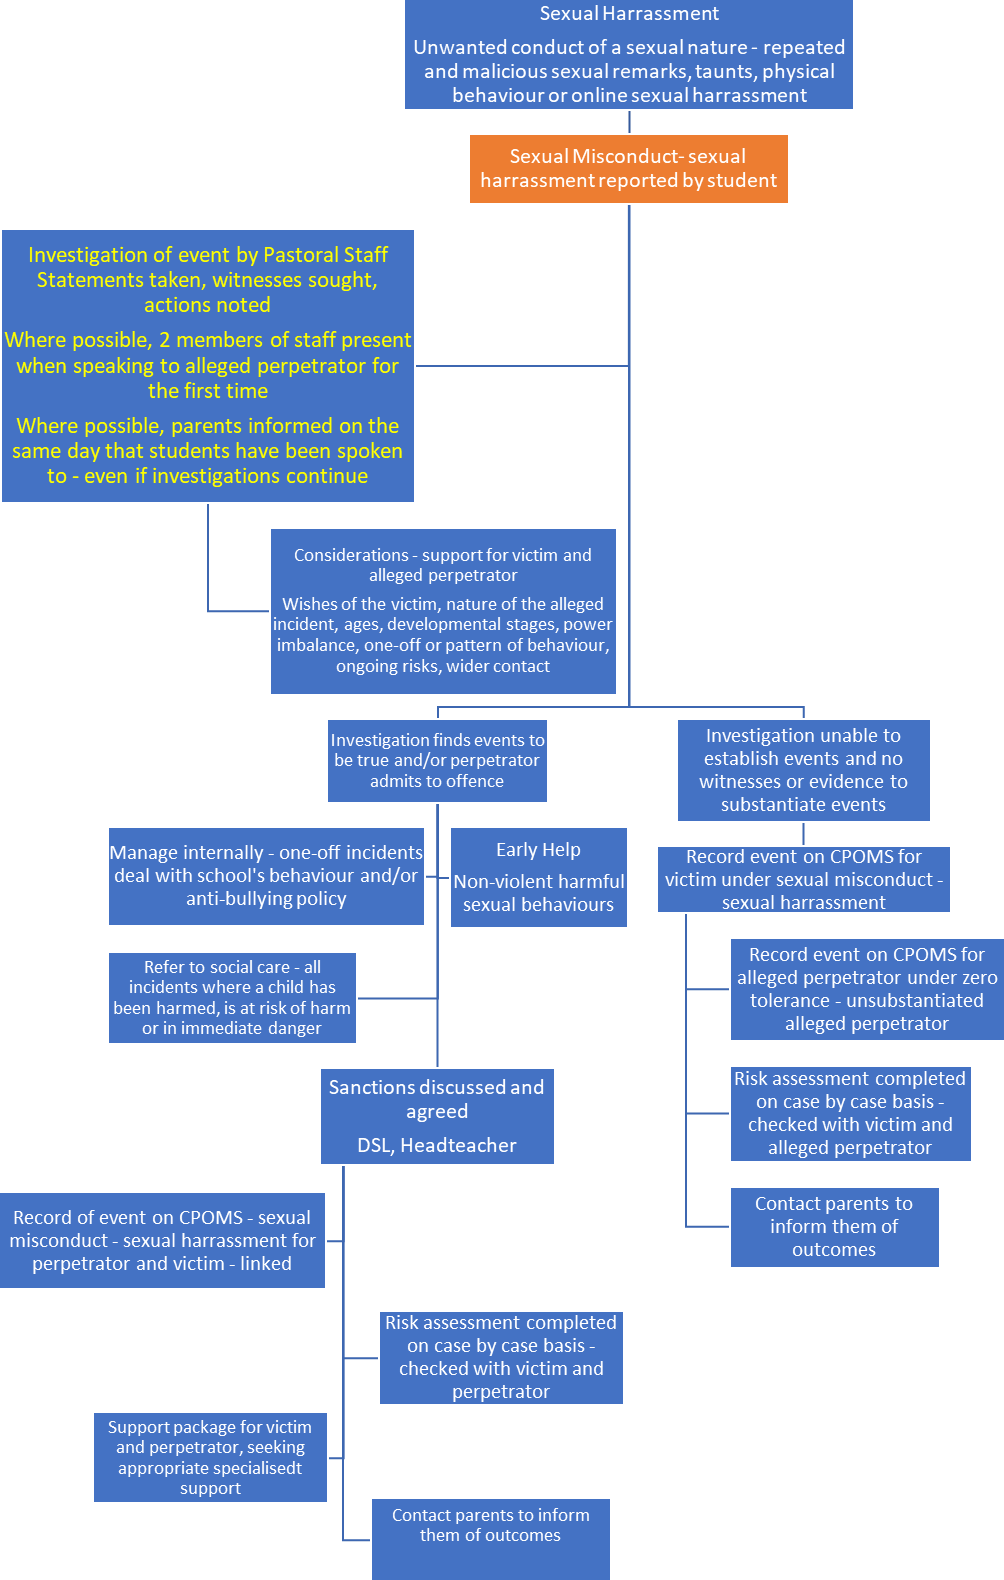 Sexual Harrassment
Unwanted conduct of a sexual nature - repeated
and malicious sexual remarks, taunts, physical
behaviour or online sexual harrassment
Sexual Misconduct- sexual
harrassment reported by student
Investigation of event by Pastoral Staff
Statements taken, witnesses sought,
actions noted
Where possible, 2 members of staff present
when speaking to alleged perpetrator for
the first time
Where possible, parents informed on the
same day that students have been spoken
to - even if investigations continue
Considerations - support for victim and
alleged perpetrator
Wishes of the victim, nature of the alleged
incident, ages, developmental stages, power
imbalance, one-off or pattern of behaviour,
ongoing risks, wider contact
Investigation finds events to
be true and/or perpetrator
admits to offence
Manage internally - one-off incidents
deal with school's behaviour and/or
anti-bullying policy
Early Help
Non-violent harmful
sexual behaviours
Refer to social care - all
incidents where a child has
been harmed, is at risk of harm
or in immediate danger
Sanctions discussed and
agreed
DSL, Headteacher
Record of event on CPOMS - sexual
misconduct - sexual harrassment for
perpetrator and victim - linked
Risk assessment completed
on case by case basis -
checked with victim and
perpetrator
Support package for victim
and perpetrator, seeking
appropriate specialisedt
support
Contact parents to inform
them of outcomes
Investigation unable to
establish events and no
witnesses or evidence to
substantiate events
Record event on CPOMS for
victim under sexual misconduct -
sexual harrassment
Record event on CPOMS for
alleged perpetrator under zero
tolerance - unsubstantiated
alleged perpetrator
Risk assessment completed
on case by case basis -
checked with victim and
alleged perpetrator
Contact parents to
inform them of
outcomes